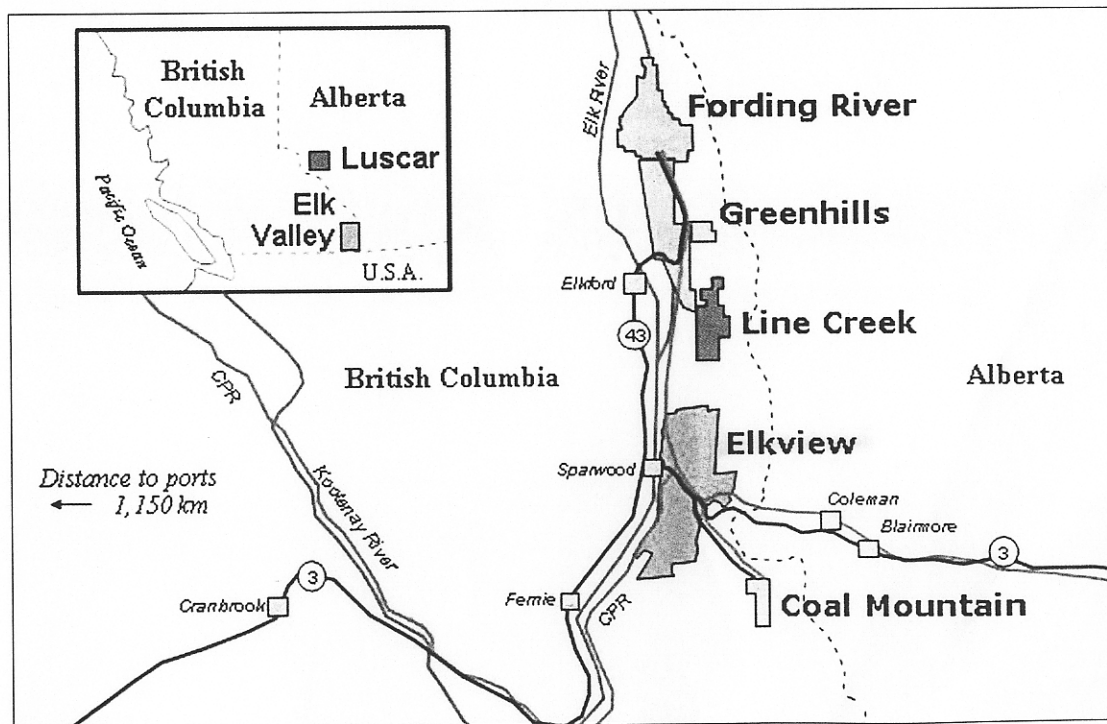 British
Columbia
Alberta
Luscar
Elk
Valley
Pacific Ocean
U.S.A.
Elk River
Fording River
Greenhills
Elkford
Line Creek
43
British Columbia
Alberta
CPR
Elkview
Sparwood
Distance to ports
← 1,150 km
Kootenay River
Coleman
Blairmore
3
3
Cranbrook
Fernie
CPR
Coal Mountain